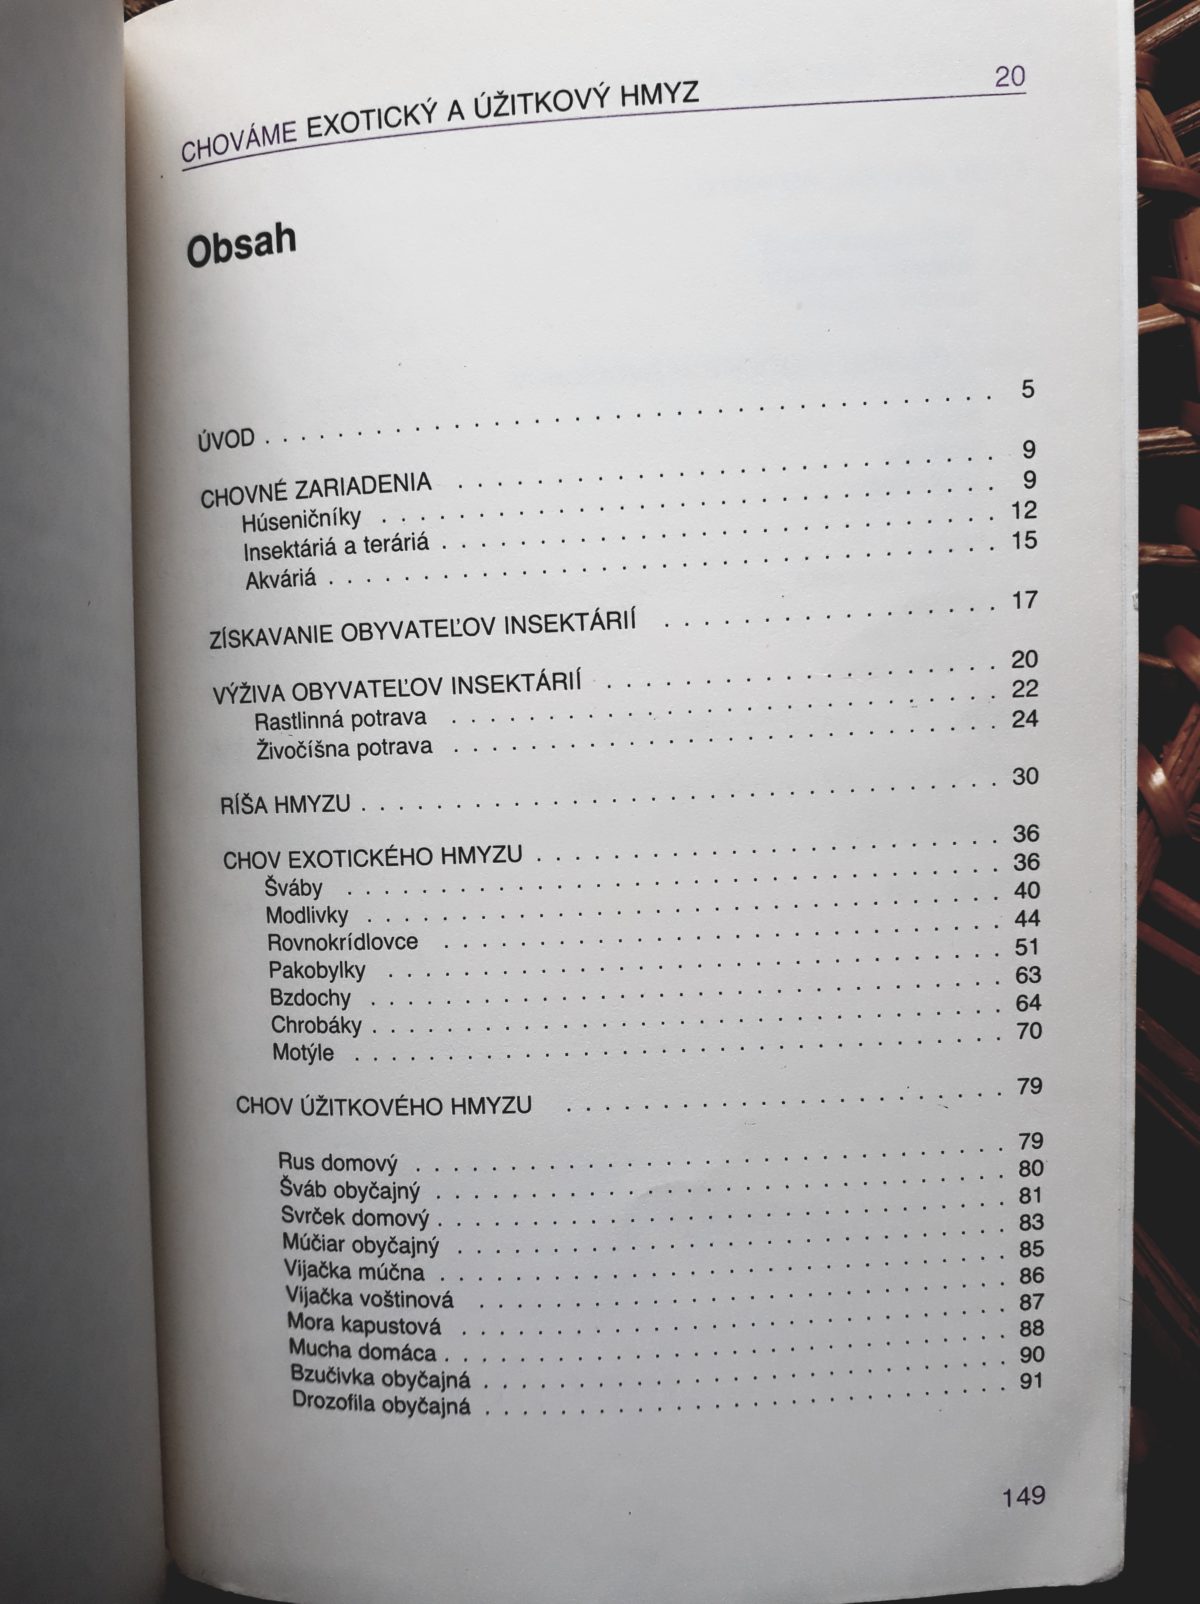 CHOVÁME EXOTICKÝ A ÚŽITKOVÝ HMYZ 20
Obsah
ÚVOD . . . . . . . . . . . . . . . . . . . . 5
CHOVNÉ ZARIADENIA . . . . . . . . . . . . . . . . . . . . 9
Húseničníky . . . . . . . . . . . . . . . . . . . . 9
Insektáriá a teráriá . . . . . . . . . . . . . . . . . . . . 12
Akváriá . . . . . . . . . . . . . . . . . . . . 15
ZÍSKAVANIE OBYVATEĽOV INSEKTÁRIÍ . . . . . . . . . . . . . . . . . . . . 17
VÝŽIVA OBYVATEĽOV INSEKTÁRIÍ . . . . . . . . . . . . . . . . . . . . 20
Rastlinná potrava . . . . . . . . . . . . . . . . . . . . 22
Živočíšna potrava . . . . . . . . . . . . . . . . . . . . 24
RÍŠA HMYZU . . . . . . . . . . . . . . . . . . . . 30
CHOV EXOTICKÉHO HMYZU . . . . . . . . . . . . . . . . . . . . 36
Šváby . . . . . . . . . . . . . . . . . . . . 36
Modlivky . . . . . . . . . . . . . . . . . . . . 40
Rovnokrídlovce . . . . . . . . . . . . . . . . . . . . 44
Pakobylky . . . . . . . . . . . . . . . . . . . . 51
Bzdochy . . . . . . . . . . . . . . . . . . . . 63
Chrobáky . . . . . . . . . . . . . . . . . . . . 64
Motýle . . . . . . . . . . . . . . . . . . . . 70
CHOV ÚŽITKOVÉHO HMYZU . . . . . . . . . . . . . . . . . . . . 79
Rus domový . . . . . . . . . . . . . . . . . . . . 79
Šváb obyčajný . . . . . . . . . . . . . . . . . . . . 80
Svrček domový . . . . . . . . . . . . . . . . . . . . 81
Múčiar obyčajný . . . . . . . . . . . . . . . . . . . . 83
Vijačka múčna . . . . . . . . . . . . . . . . . . . . 85
Vijačka voštinová . . . . . . . . . . . . . . . . . . . . 86
Mora kapustová . . . . . . . . . . . . . . . . . . . . 87
Mucha domáca . . . . . . . . . . . . . . . . . . . . 88
Bzučivka obyčajná . . . . . . . . . . . . . . . . . . . . 90
Drozofila obyčajná . . . . . . . . . . . . . . . . . . . . 91
149